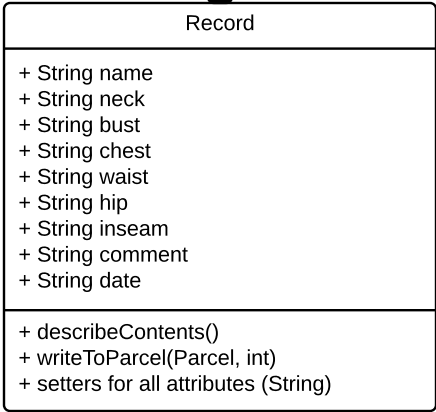 Record
+ String name
+ String neck
+ String bust
+ String chest
+ String waist
+ String hip
+ String inseam
+ String comment
+ String date
+ describeContents()
+ writeToParcel(Parcel, int)
+ setters for all attributes (String)